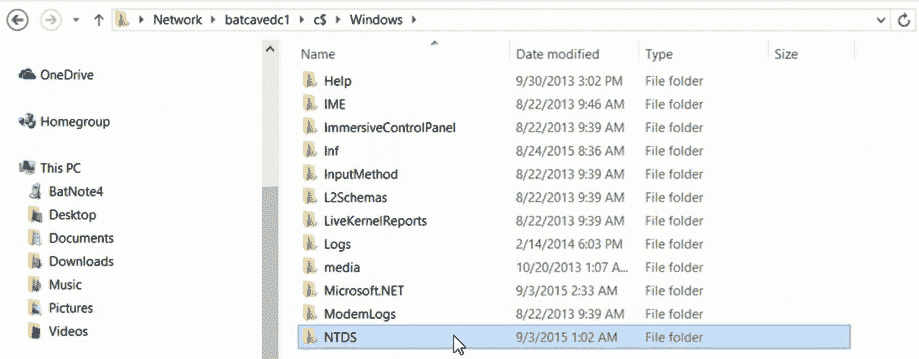 Network batcavedc1 c$ Windows
Name Date modified Type Size
OneDrive
Homegroup
This PC
BatNote4
Desktop
Documents
Downloads
Music
Pictures
Videos
Help 9/30/2013 3:02 PM File folder
IME 8/22/2013 9:46 AM File folder
ImmersiveControlPanel 8/22/2013 9:39 AM File folder
Inf 8/24/2015 8:36 AM File folder
InputMethod 8/22/2013 9:39 AM File folder
L2Schemas 8/22/2013 9:39 AM File folder
LiveKernelReports 8/22/2013 9:39 AM File folder
Logs 2/14/2014 6:03 PM File folder
media 10/20/2013 1:07 A... File folder
Microsoft.NET 9/3/2015 2:33 AM File folder
ModemLogs 8/22/2013 9:39 AM File folder
NTDS 9/3/2015 1:02 AM File folder